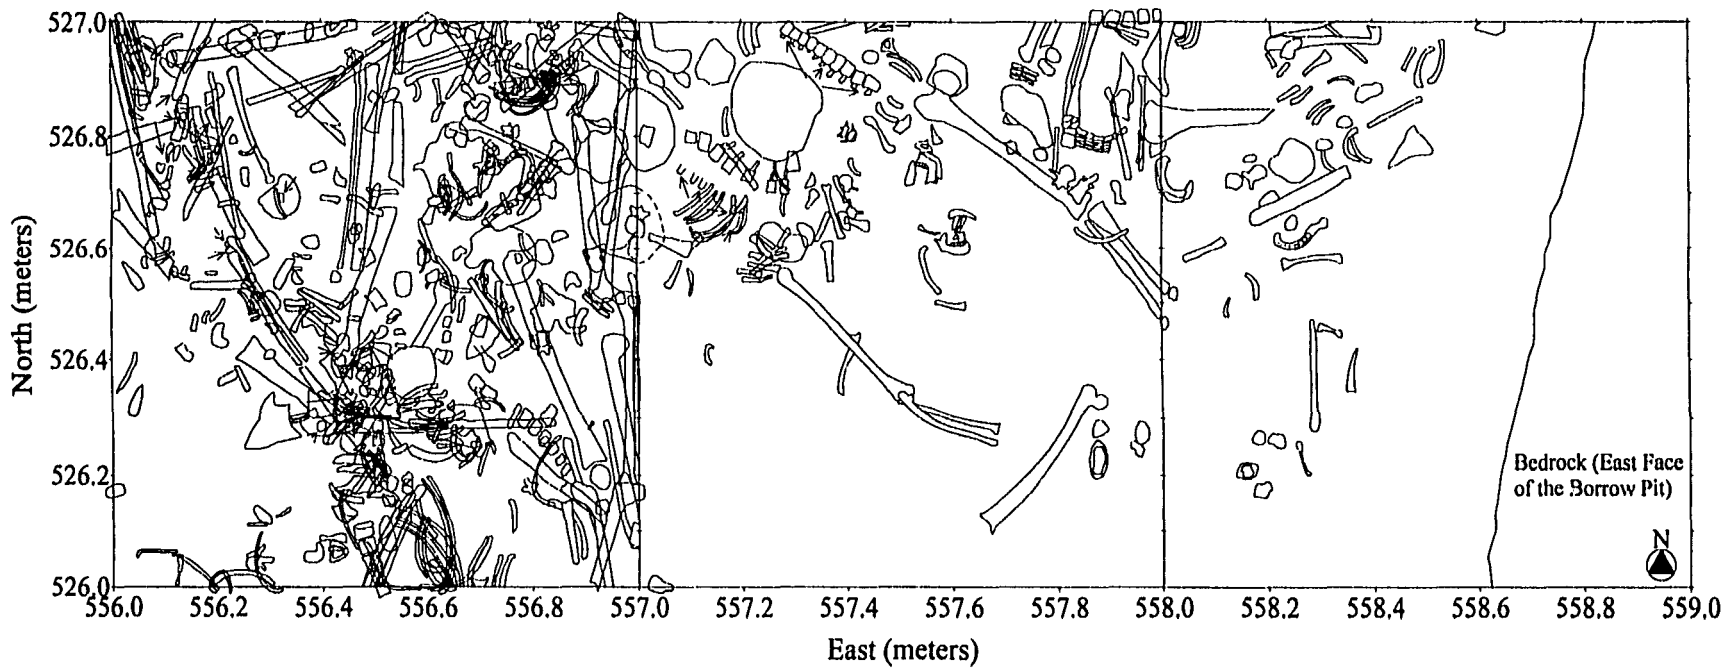 527.0
526.8
526.6
526.4
526.2
526.0
North (meters)
556.0 556.2 556.4 556.6 556.8 557.0 557.2 557.4 557.6 557.8 558.0 558.2 558.4 558.6 558.8 559.0
East (meters)
Bedrock (East Face
of the Borrow Pit)
N